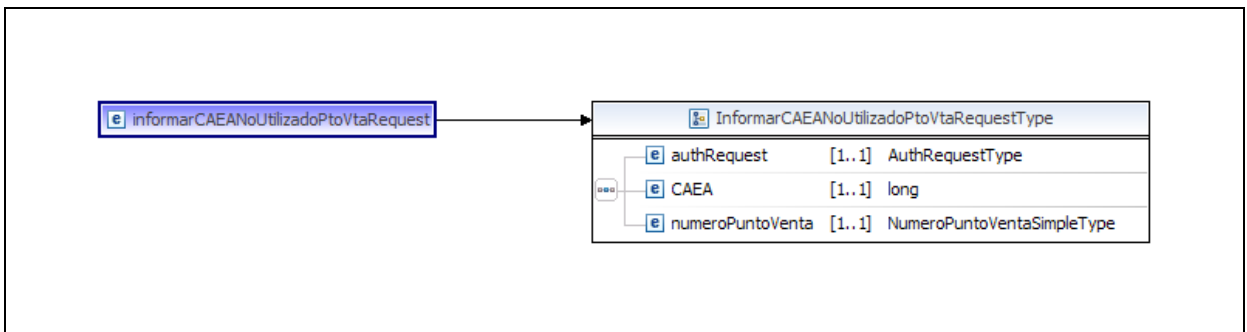 e informarCAEANoUtilizadoPtoVtaRequest
InformarCAEANoUtilizadoPtoVtaRequestType
e authRequest [1..1] AuthRequestType
e CAEA [1..1] long
e numeroPuntoVenta [1..1] NumeroPuntoVentaSimpleType